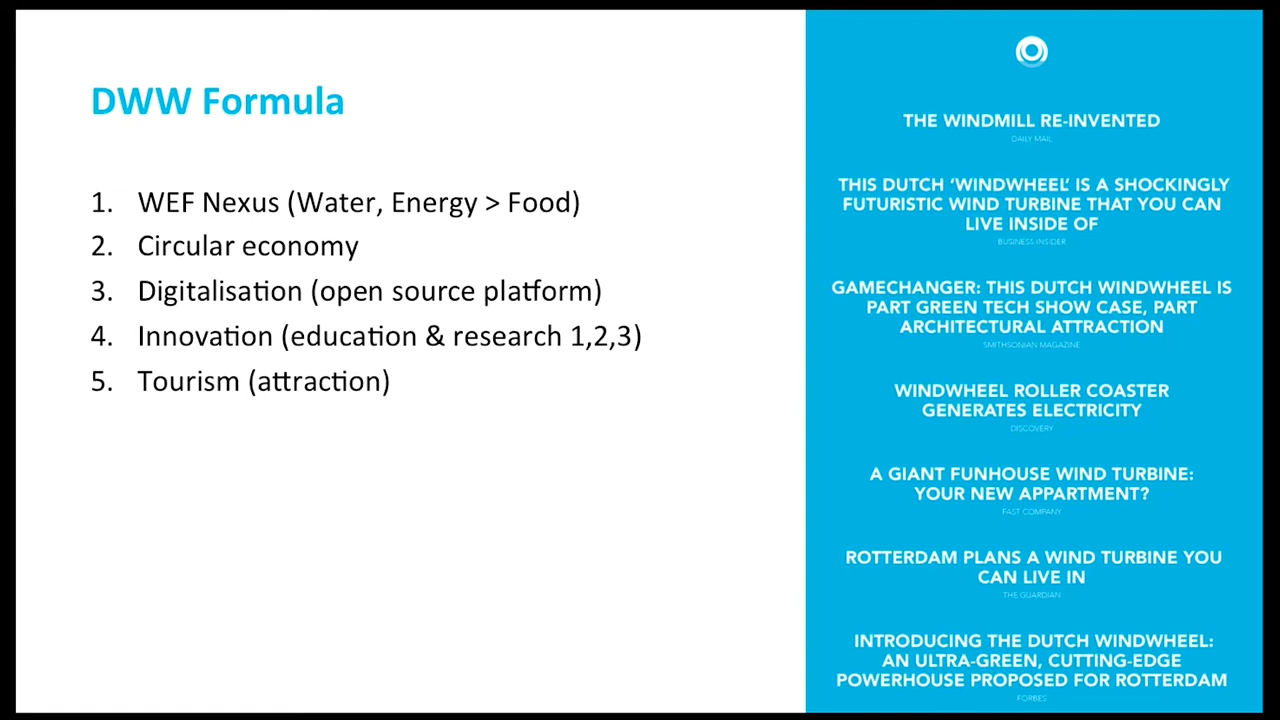 DWW Formula
1. WEF Nexus (Water, Energy > Food)
2. Circular economy
3. Digitalisation (open source platform)
4. Innovation (education & research 1,2,3)
5. Tourism (attraction)
THE WINDMILL RE-INVENTED
DAILY MAIL
THIS DUTCH ‘WINDWHEEL’ IS A SHOCKINGLY
FUTURISTIC WIND TURBINE THAT YOU CAN
LIVE INSIDE OF
BUSINESS INSIDER
GAMECHANGER: THIS DUTCH WINDWHEEL IS
PART GREEN TECH SHOW CASE, PART
ARCHITECTURAL ATTRACTION
SMITHSONIAN MAGAZINE
WINDWHEEL ROLLER COASTER
GENERATES ELECTRICITY
DISCOVERY
A GIANT FUNHOUSE WIND TURBINE:
YOUR NEW APPARTMENT?
FAST COMPANY
ROTTERDAM PLANS A WIND TURBINE YOU
CAN LIVE IN
THE GUARDIAN
INTRODUCING THE DUTCH WINDWHEEL:
AN ULTRA-GREEN, CUTTING-EDGE
POWERHOUSE PROPOSED FOR ROTTERDAM
FORBES